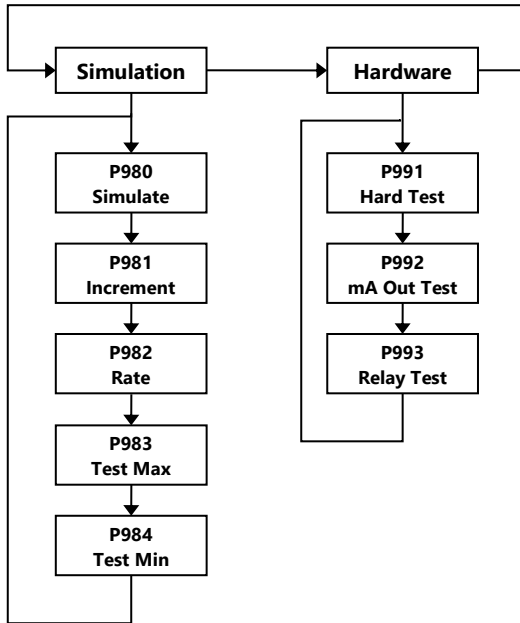 Simulation
Hardware
P980
Simulate
P981
Increment
P982
Rate
P983
Test Max
P984
Test Min
P991
Hard Test
P992
mA Out Test
P993
Relay Test